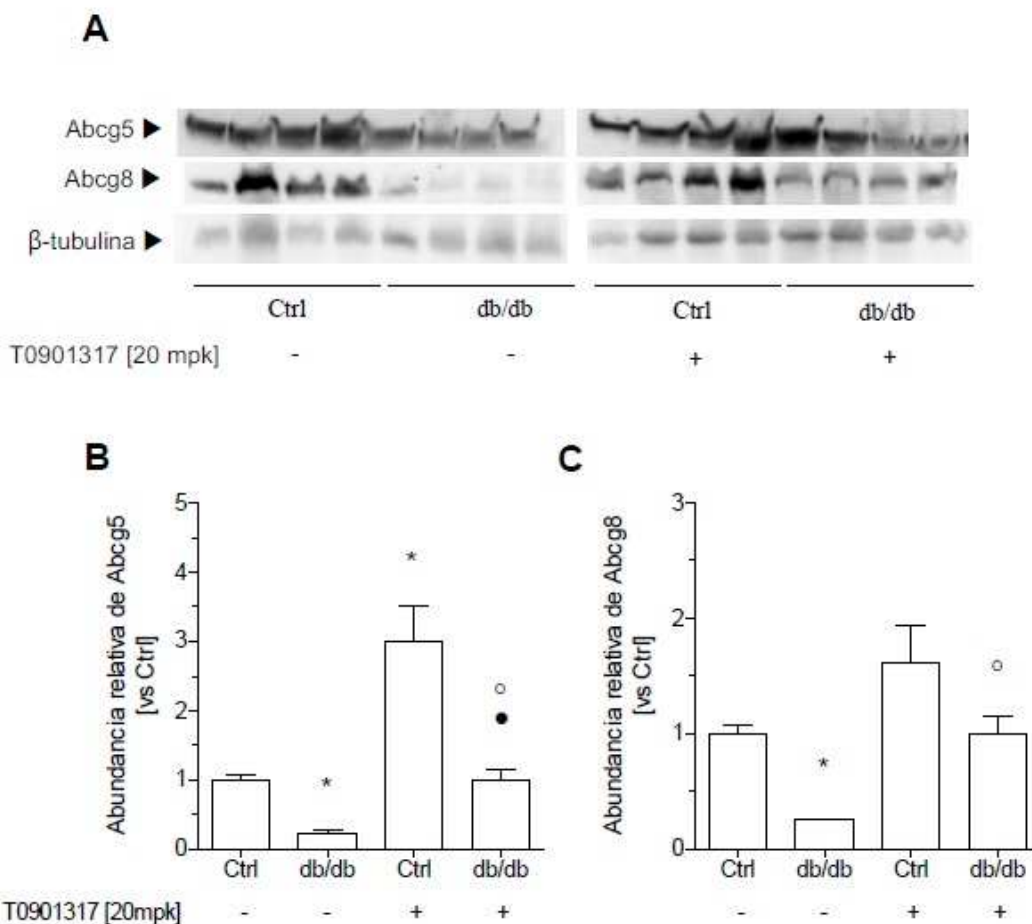 A
Abcg5 ▶
Abcg8 ▶
β-tubulina ▶
Ctrl db/db Ctrl db/db
T0901317 [20 mpk] - - + +
B
Abundancia relativa de Abcg5
[vs Ctrl]
5
4
3
2
1
0
* * ○ ●
Ctrl db/db Ctrl db/db
C
Abundancia relativa de Abcg8
[vs Ctrl]
3
2
1
0
* ○
Ctrl db/db Ctrl db/db
T0901317 [20mpk] - - + + - - + +